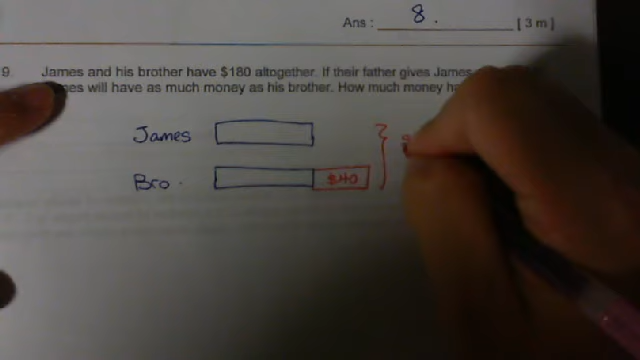 Ans : 8. [ 3 m ]
9. James and his brother have $180 altogether. If their father gives James
will have as much money as his brother. How much money
James
Bro.
$40